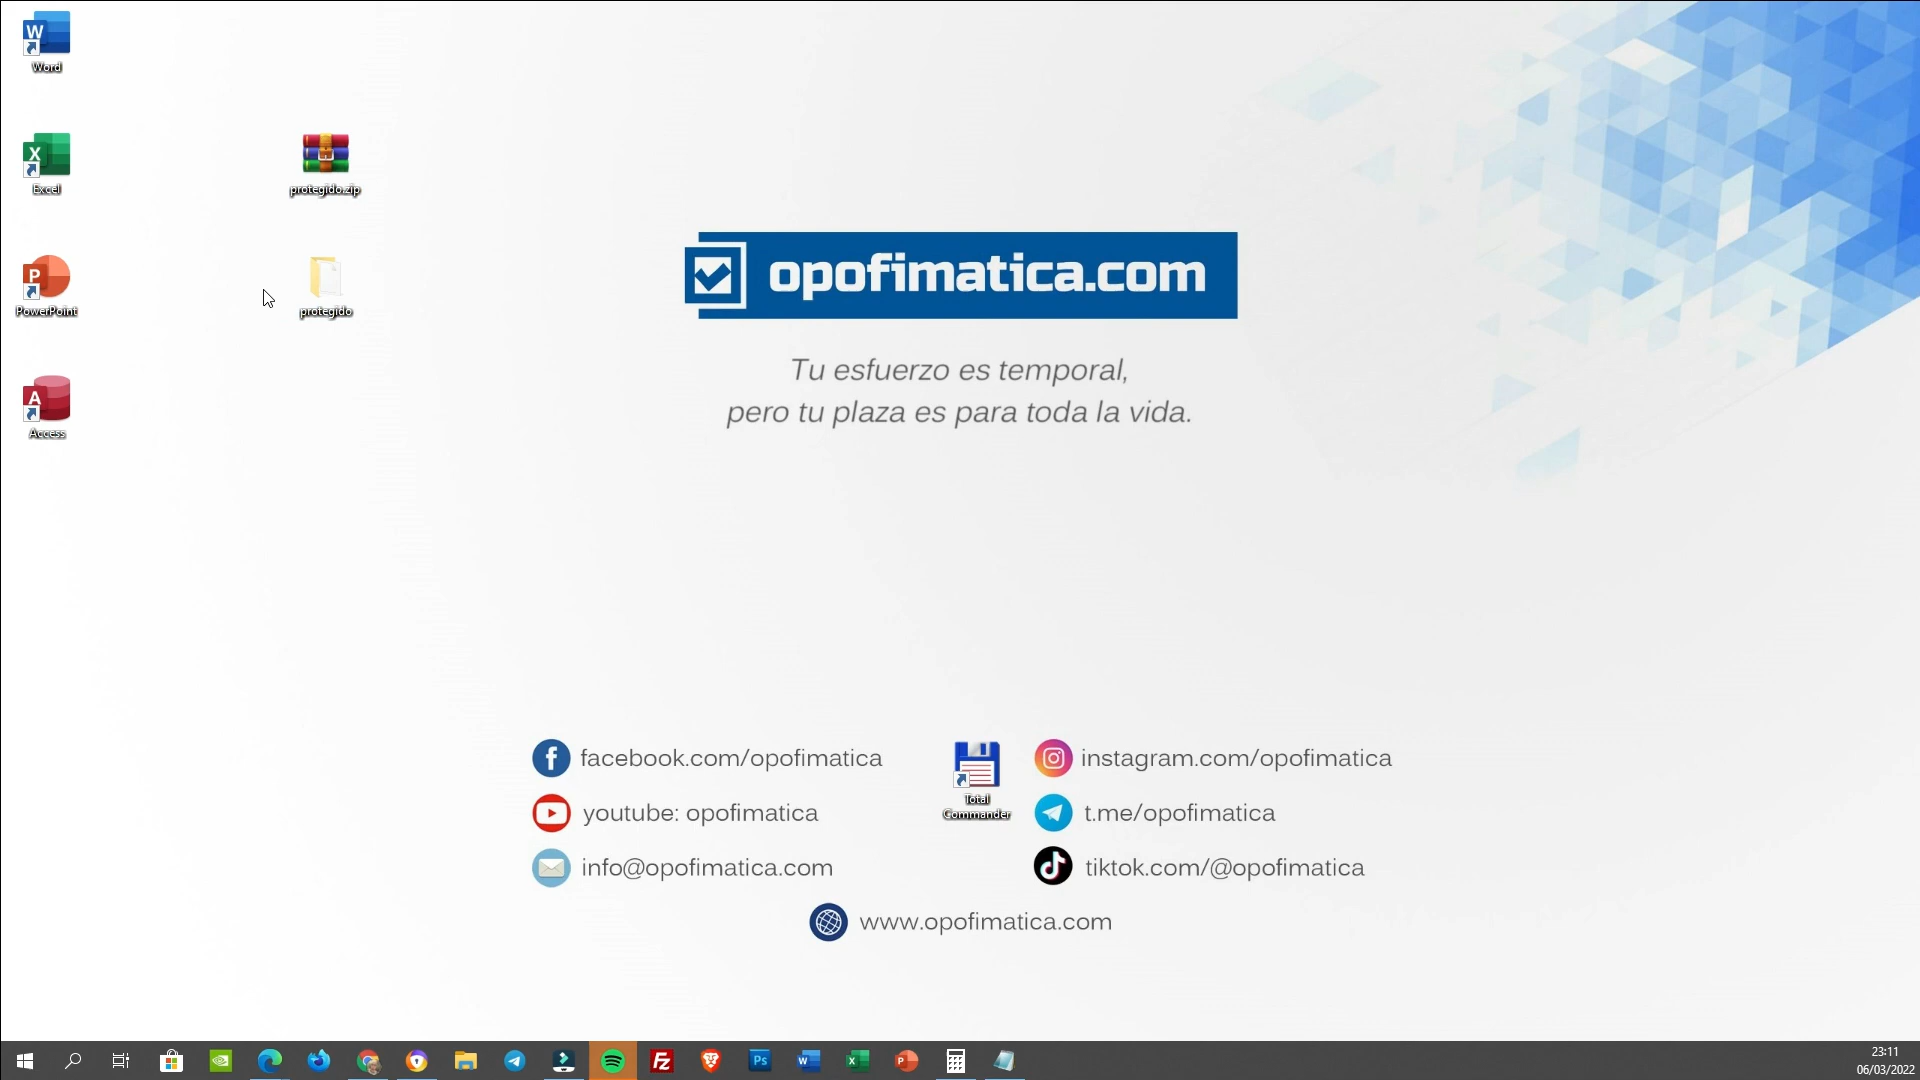 Word
Excel
PowerPoint
Access
protegido.zip
protegido
opofimatica.com
Tu esfuerzo es temporal,
pero tu plaza es para toda la vida.
facebook.com/opofimatica
youtube: opofimatica
info@opofimatica.com
Total
Commander
instagram.com/opofimatica
t.me/opofimatica
tiktok.com/@opofimatica
www.opofimatica.com
23:11
06/03/2022